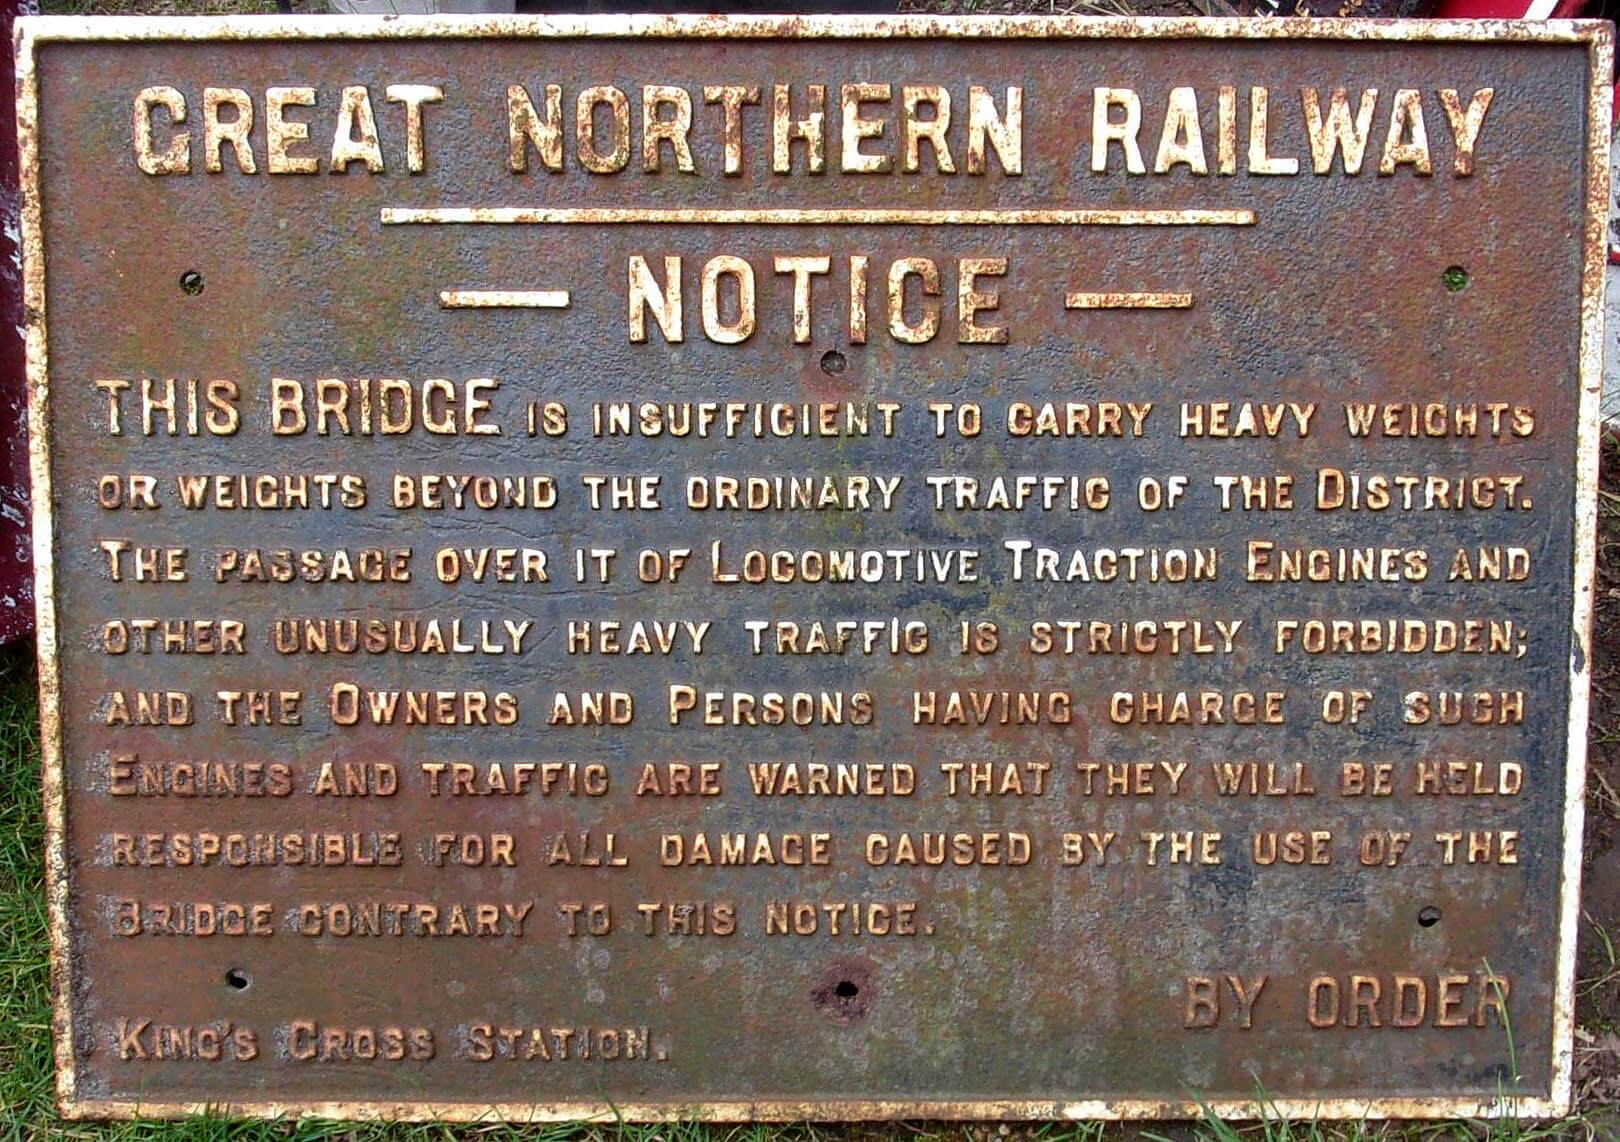 GREAT NORTHERN RAILWAY
— NOTICE —
THIS BRIDGE IS INSUFFICIENT TO CARRY HEAVY WEIGHTS
OR WEIGHTS BEYOND THE ORDINARY TRAFFIC OF THE DISTRICT.
THE PASSAGE OVER IT OF LOCOMOTIVE TRACTION ENGINES AND
OTHER UNUSUALLY HEAVY TRAFFIC IS STRICTLY FORBIDDEN;
AND THE OWNERS AND PERSONS HAVING CHARGE OF SUCH
ENGINES AND TRAFFIC ARE WARNED THAT THEY WILL BE HELD
RESPONSIBLE FOR ALL DAMAGE CAUSED BY THE USE OF THE
BRIDGE CONTRARY TO THIS NOTICE.
BY ORDER
KING'S CROSS STATION.